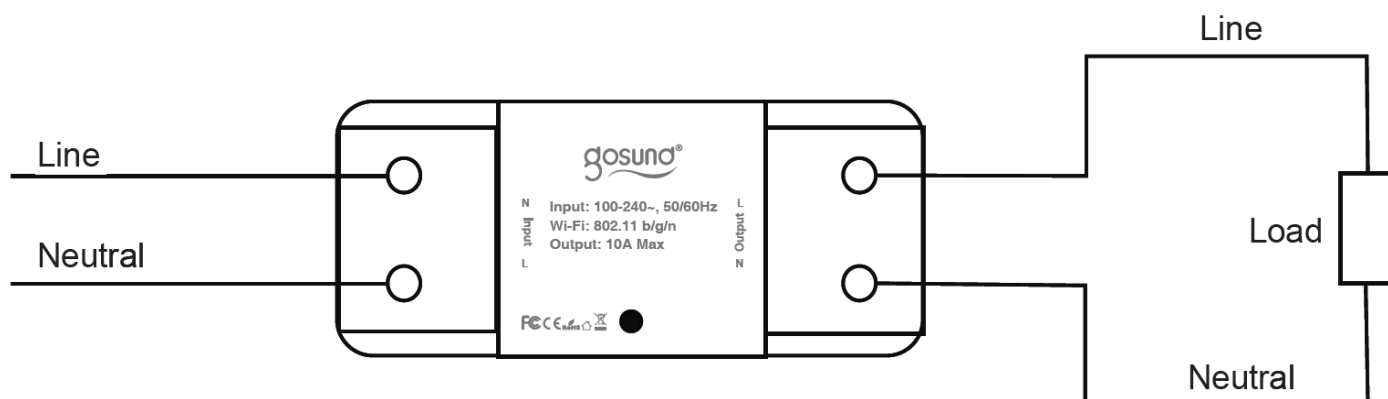 Line
Line
gosund®
N
L
Input: 100-240~, 50/60Hz
Wi-Fi: 802.11 b/g/n
Output: 10A Max
Input
Output
Load
Neutral
L
N
FC CE RoHS
Neutral